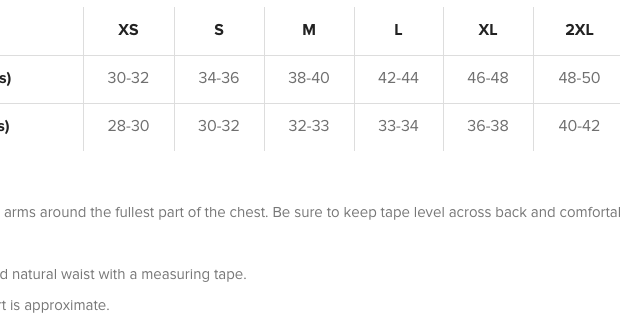 XS S M L XL 2XL
s) 30-32 34-36 38-40 42-44 46-48 48-50
s) 28-30 30-32 32-33 33-34 36-38 40-42
arms around the fullest part of the chest. Be sure to keep tape level across back and comfortal
d natural waist with a measuring tape.
rt is approximate.